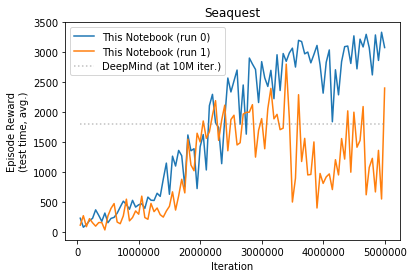 Seaquest
This Notebook (run 0)
This Notebook (run 1)
DeepMind (at 10M iter.)
Episode Reward
(test time, avg.)
3500
3000
2500
2000
1500
1000
500
0
0 1000000 2000000 3000000 4000000 5000000
Iteration